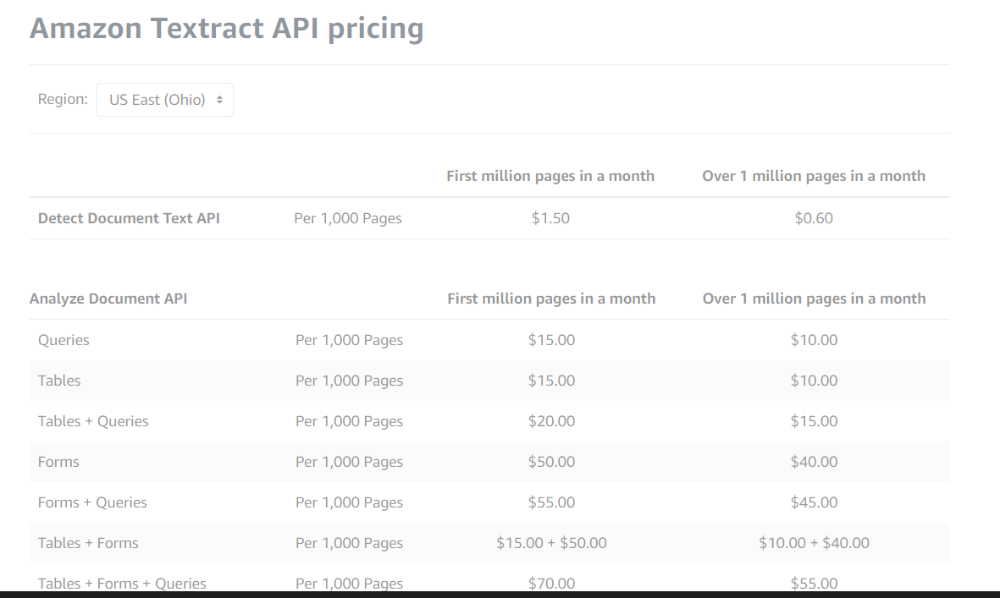 Amazon Textract API pricing
Region: US East (Ohio)
First million pages in a month Over 1 million pages in a month
Detect Document Text API Per 1,000 Pages $1.50 $0.60
Analyze Document API First million pages in a month Over 1 million pages in a month
Queries Per 1,000 Pages $15.00 $10.00
Tables Per 1,000 Pages $15.00 $10.00
Tables + Queries Per 1,000 Pages $20.00 $15.00
Forms Per 1,000 Pages $50.00 $40.00
Forms + Queries Per 1,000 Pages $55.00 $45.00
Tables + Forms Per 1,000 Pages $15.00 + $50.00 $10.00 + $40.00
Tables + Forms + Queries Per 1,000 Pages $70.00 $55.00